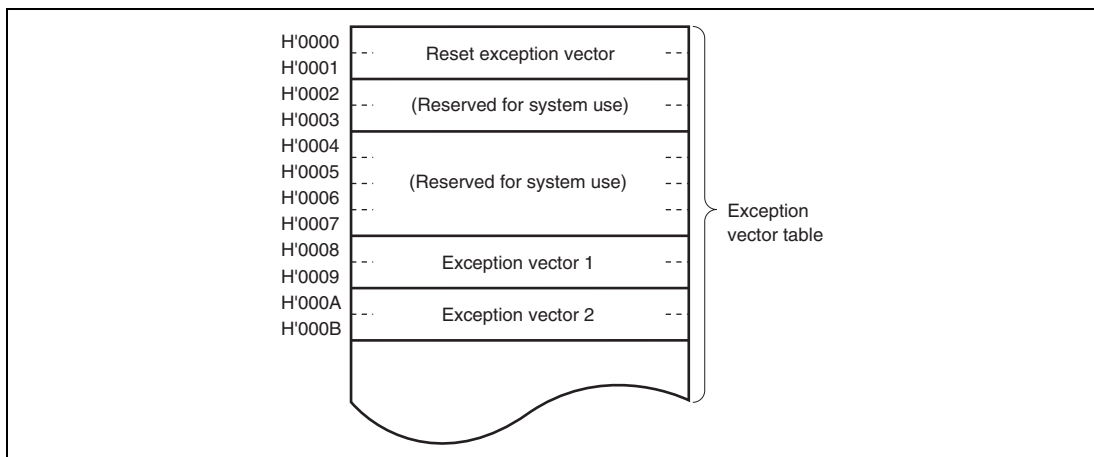 H'0000
H'0001
Reset exception vector
H'0002
H'0003
(Reserved for system use)
H'0004
H'0005
H'0006
H'0007
(Reserved for system use)
H'0008
H'0009
Exception vector 1
H'000A
H'000B
Exception vector 2
Exception
vector table